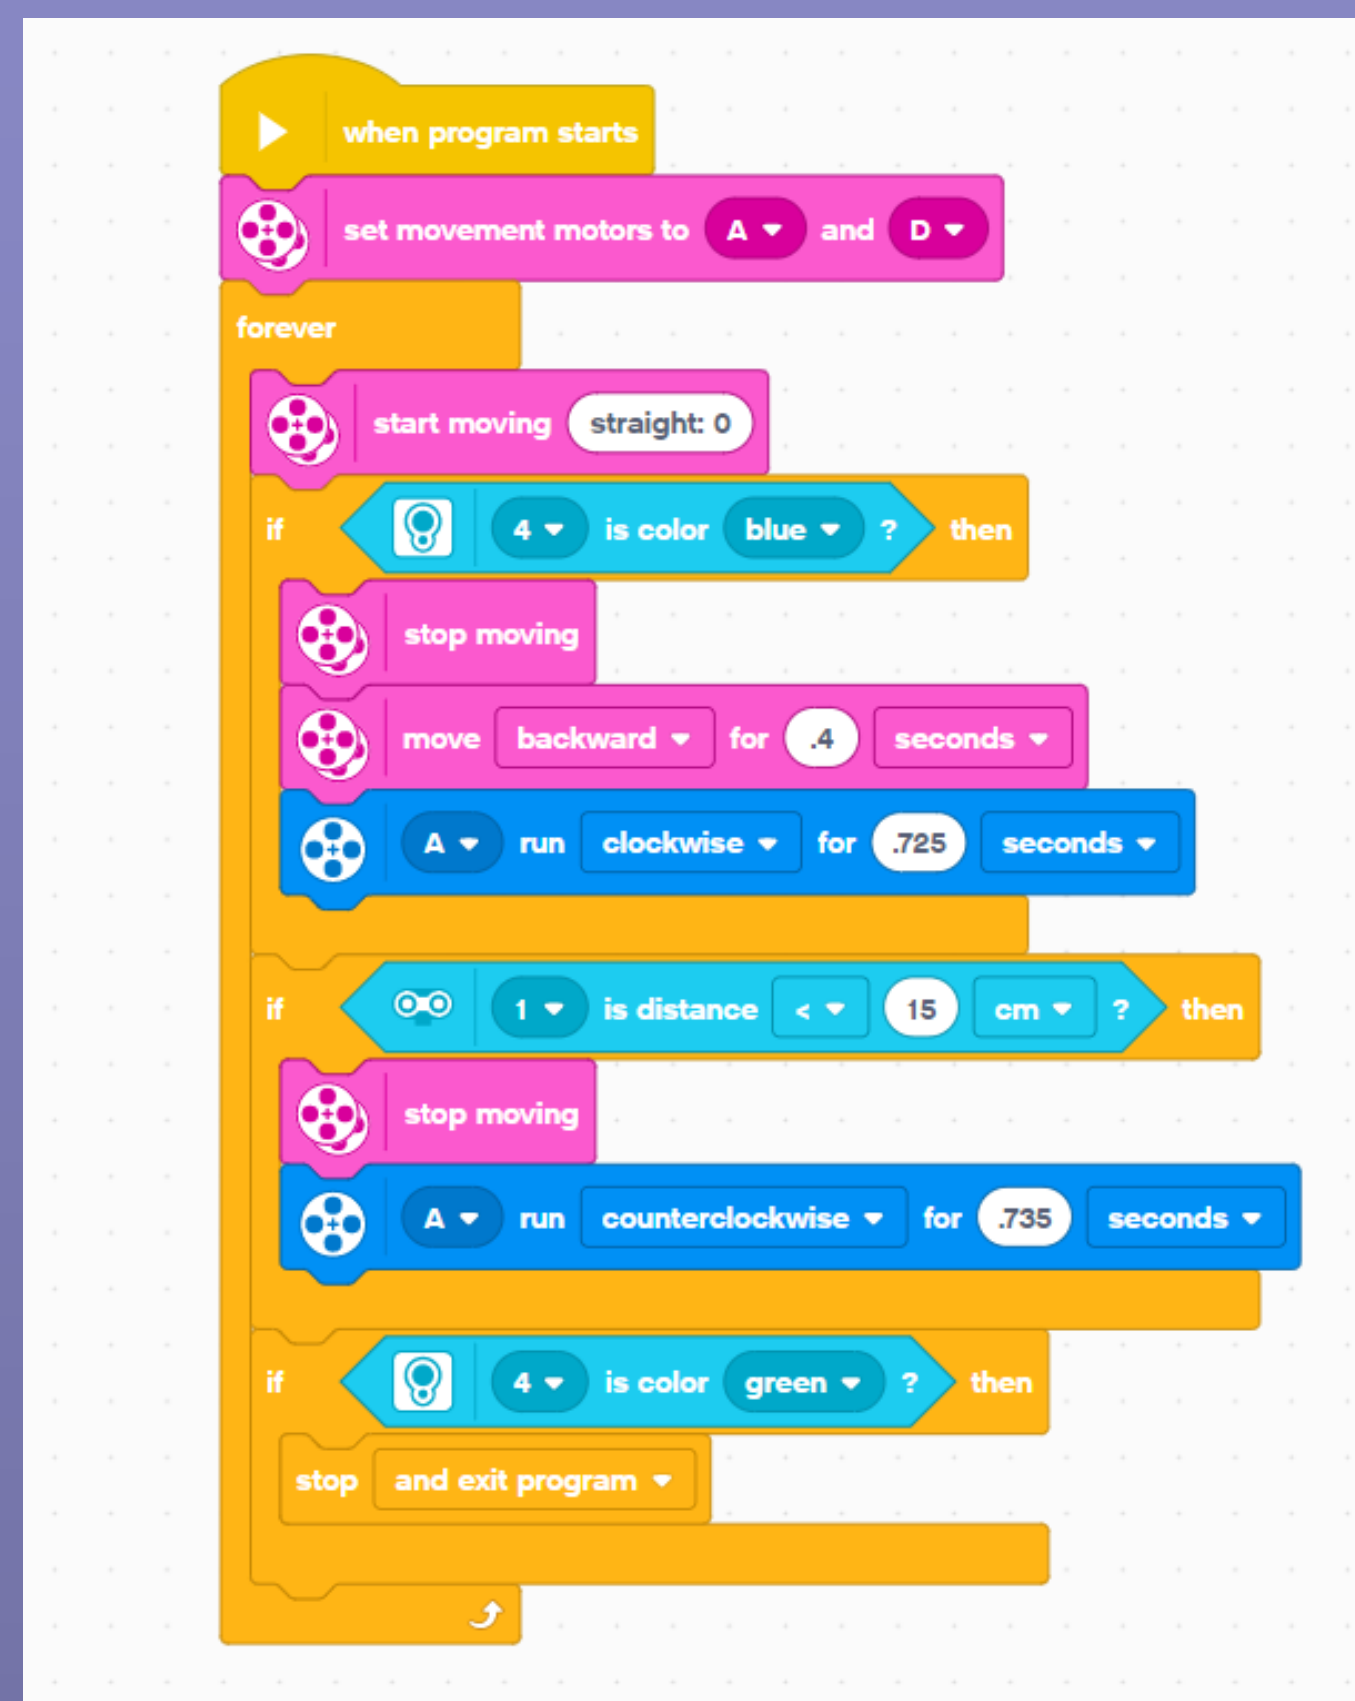 when program starts
set movement motors to A and D
forever
start moving straight: 0
if 4 is color blue ? then
stop moving
move backward for .4 seconds
A run clockwise for .725 seconds
if 1 is distance < 15 cm ? then
stop moving
A run counterclockwise for .735 seconds
if 4 is color green ? then
stop and exit program